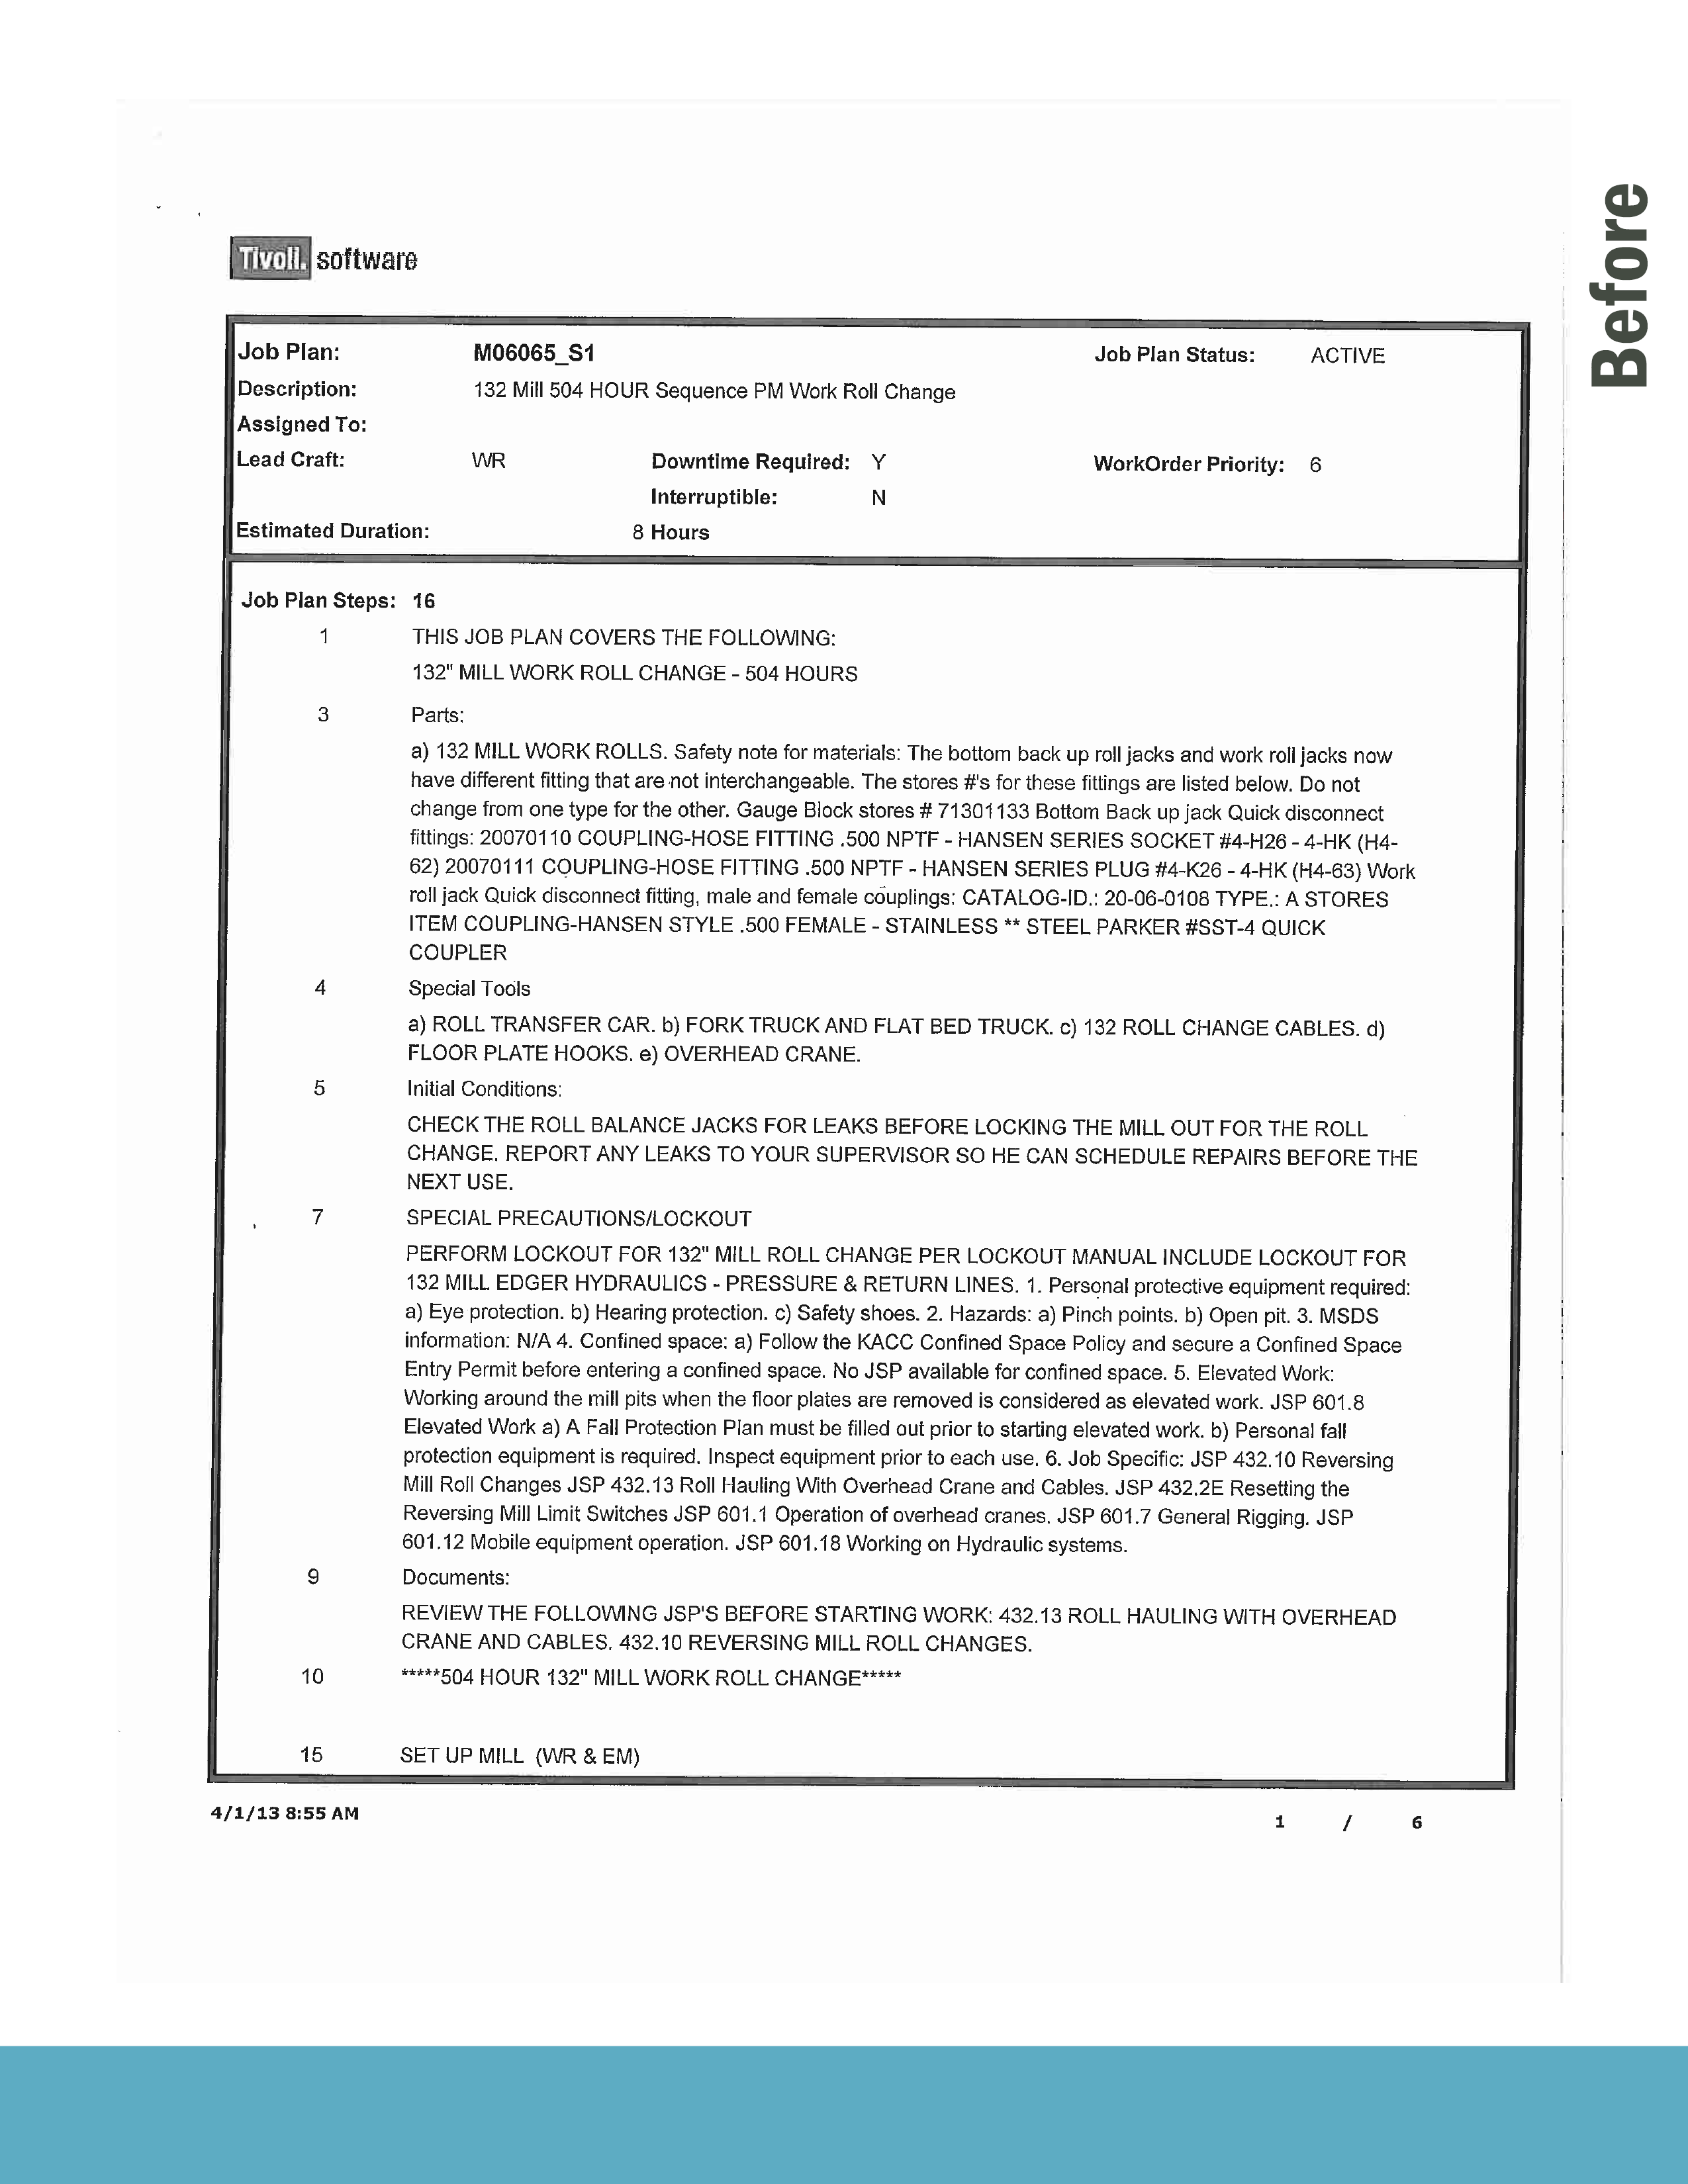 Before
Tivoli. software
Job Plan: M06065_S1 Job Plan Status: ACTIVE
Description: 132 Mill 504 HOUR Sequence PM Work Roll Change
Assigned To:
Lead Craft: WR Downtime Required: Y WorkOrder Priority: 6
Interruptible: N
Estimated Duration: 8 Hours
Job Plan Steps: 16
1 THIS JOB PLAN COVERS THE FOLLOWING:
132" MILL WORK ROLL CHANGE - 504 HOURS
3 Parts:
a) 132 MILL WORK ROLLS. Safety note for materials: The bottom back up roll jacks and work roll jacks now
have different fitting that are not interchangeable. The stores #'s for these fittings are listed below. Do not
change from one type for the other. Gauge Block stores # 71301133 Bottom Back up jack Quick disconnect
fittings: 20070110 COUPLING-HOSE FITTING .500 NPTF - HANSEN SERIES SOCKET #4-H26 - 4-HK (H4-
62) 20070111 COUPLING-HOSE FITTING .500 NPTF - HANSEN SERIES PLUG #4-K26 - 4-HK (H4-63) Work
roll jack Quick disconnect fitting, male and female couplings: CATALOG-ID.: 20-06-0108 TYPE.: A STORES
ITEM COUPLING-HANSEN STYLE .500 FEMALE - STAINLESS ** STEEL PARKER #SST-4 QUICK
COUPLER
4 Special Tools
a) ROLL TRANSFER CAR. b) FORK TRUCK AND FLAT BED TRUCK. c) 132 ROLL CHANGE CABLES. d)
FLOOR PLATE HOOKS. e) OVERHEAD CRANE.
5 Initial Conditions:
CHECK THE ROLL BALANCE JACKS FOR LEAKS BEFORE LOCKING THE MILL OUT FOR THE ROLL
CHANGE. REPORT ANY LEAKS TO YOUR SUPERVISOR SO HE CAN SCHEDULE REPAIRS BEFORE THE
NEXT USE.
7 SPECIAL PRECAUTIONS/LOCKOUT
PERFORM LOCKOUT FOR 132" MILL ROLL CHANGE PER LOCKOUT MANUAL INCLUDE LOCKOUT FOR
132 MILL EDGER HYDRAULICS - PRESSURE & RETURN LINES. 1. Personal protective equipment required:
a) Eye protection. b) Hearing protection. c) Safety shoes. 2. Hazards: a) Pinch points. b) Open pit. 3. MSDS
information: N/A 4. Confined space: a) Follow the KACC Confined Space Policy and secure a Confined Space
Entry Permit before entering a confined space. No JSP available for confined space. 5. Elevated Work:
Working around the mill pits when the floor plates are removed is considered as elevated work. JSP 601.8
Elevated Work a) A Fall Protection Plan must be filled out prior to starting elevated work. b) Personal fall
protection equipment is required. Inspect equipment prior to each use. 6. Job Specific: JSP 432.10 Reversing
Mill Roll Changes JSP 432.13 Roll Hauling With Overhead Crane and Cables. JSP 432.2E Resetting the
Reversing Mill Limit Switches JSP 601.1 Operation of overhead cranes. JSP 601.7 General Rigging. JSP
601.12 Mobile equipment operation. JSP 601.18 Working on Hydraulic systems.
9 Documents:
REVIEW THE FOLLOWING JSP'S BEFORE STARTING WORK: 432.13 ROLL HAULING WITH OVERHEAD
CRANE AND CABLES. 432.10 REVERSING MILL ROLL CHANGES.
10 *****504 HOUR 132" MILL WORK ROLL CHANGE*****
15 SET UP MILL (WR & EM)
4/1/13 8:55 AM 1 / 6